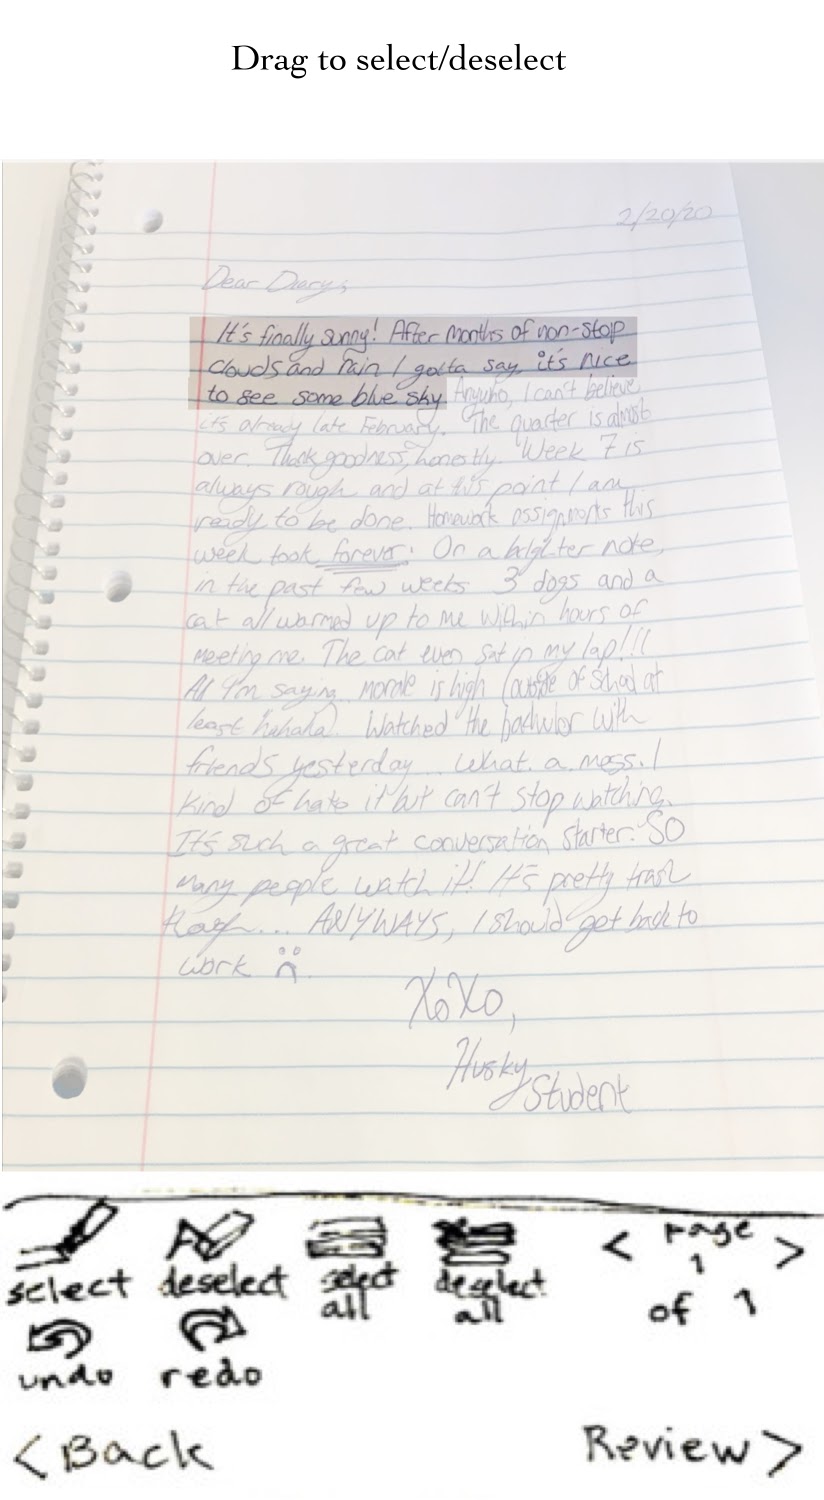 Drag to select/deselect
2/20/20
Dear Diary,
It's finally sunny! After months of non-stop
clouds and rain I gotta say it's nice
to see some blue sky. Anywho, I can't believe
it's already late February. The quarter is almost
over. Thank goodness, honestly. Week 7 is
always rough and at this point I am
ready to be done. Homework assignments this
week took forever. On a brighter note,
in the past few weeks 3 dogs and a
cat all warmed up to me within hours of
meeting me. The cat even sat in my lap!!!
All I'm saying, morale is high (outside of school at
least hahaha). Watched the bachelor with
friends yesterday... What. a. mess. I
kind of hate it but can't stop watching.
It's such a great conversation starter. SO
many people watch it! It's pretty trash
... ANYWAYS, I should get back to
work
XoXo,
Husky
Student
select deselect select all deselect all < Page 1 of 1 >
undo redo
< Back Review >